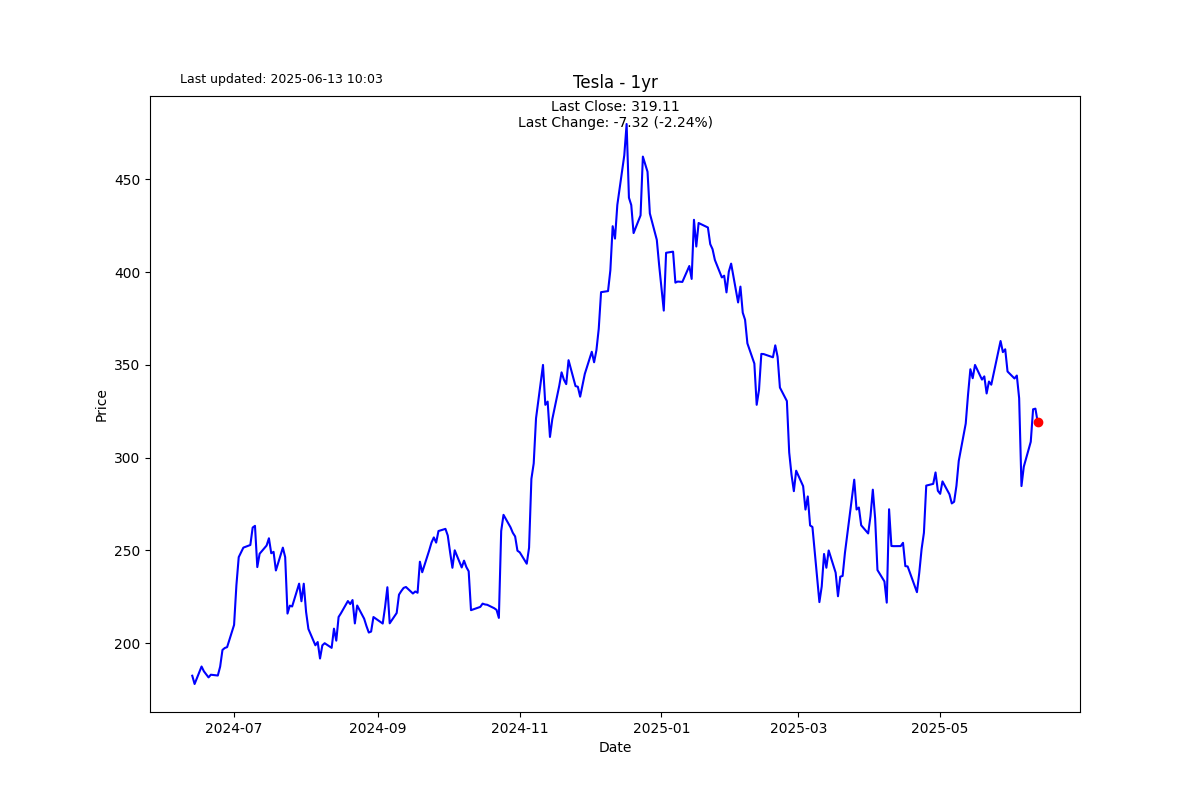 Last updated: 2025-06-13 10:03
Tesla - 1yr
Last Close: 319.11
Last Change: -7.32 (-2.24%)
450
400
350
300
250
200
Price
2024-07
2024-09
2024-11
2025-01
2025-03
2025-05
Date